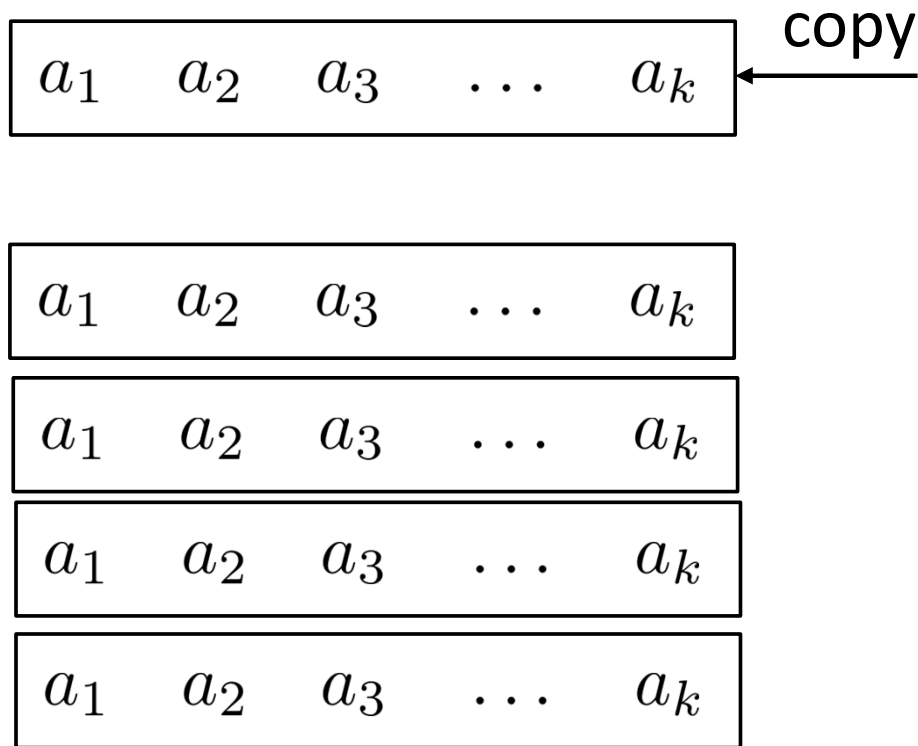 copy
a₁ a₂ a₃ … aₖ
a₁ a₂ a₃ … aₖ
a₁ a₂ a₃ … aₖ
a₁ a₂ a₃ … aₖ
a₁ a₂ a₃ … aₖ